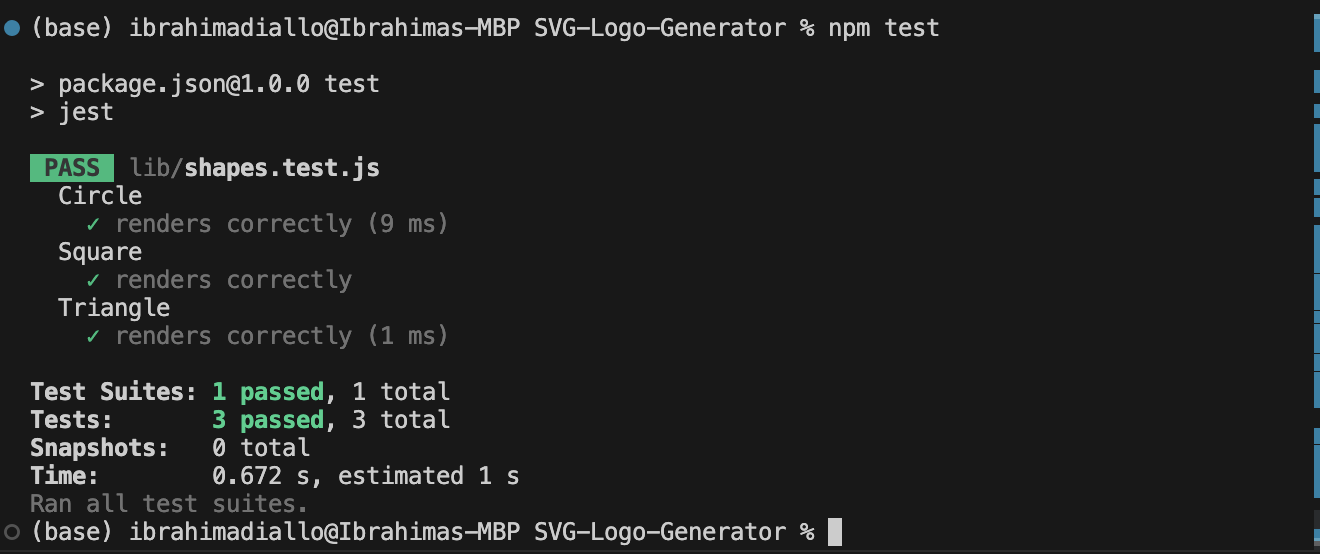 (base) ibrahimadiallo@Ibrahimas-MBP SVG-Logo-Generator % npm test
> package.json@1.0.0 test
> jest
PASS lib/shapes.test.js
Circle
✓ renders correctly (9 ms)
Square
✓ renders correctly
Triangle
✓ renders correctly (1 ms)
Test Suites: 1 passed, 1 total
Tests: 3 passed, 3 total
Snapshots: 0 total
Time: 0.672 s, estimated 1 s
Ran all test suites.
(base) ibrahimadiallo@Ibrahimas-MBP SVG-Logo-Generator %